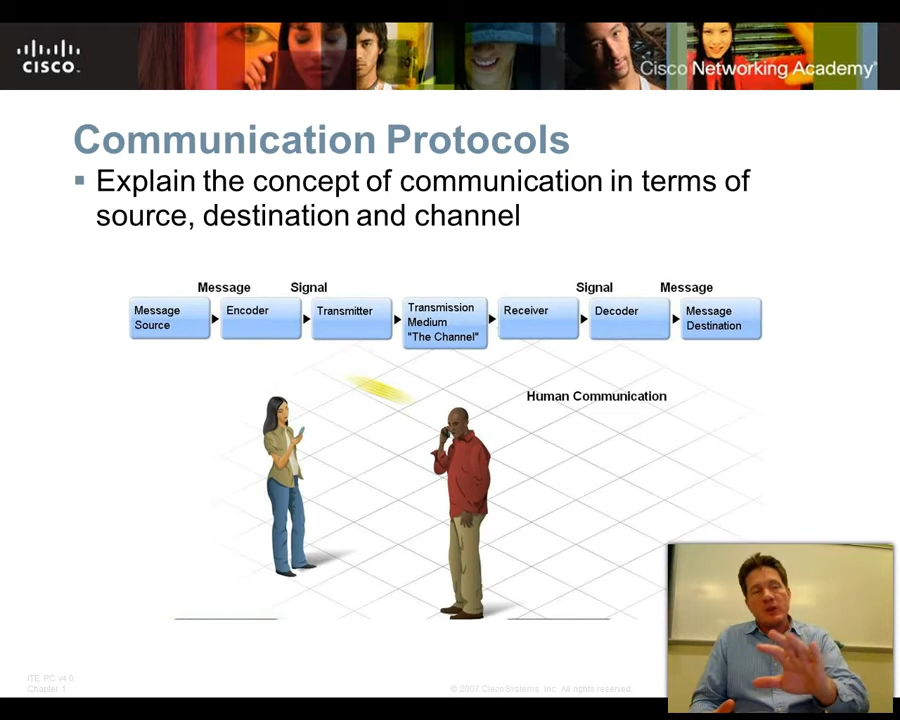 CISCO
Cisco Networking Academy
Communication Protocols
Explain the concept of communication in terms of
source, destination and channel
Message Signal Signal Message
Message
Source
Encoder
Transmitter
Transmission
Medium
"The Channel"
Receiver
Decoder
Message
Destination
Human Communication
ITE PC v4.0
Chapter 1
© 2007 Cisco Systems, Inc. All rights reserved.